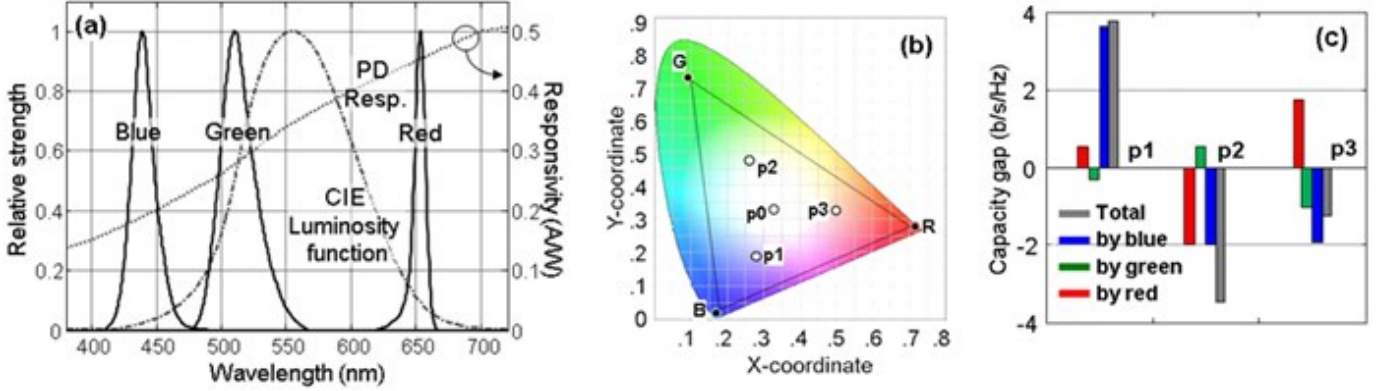 (a)
1
0.8
0.6
0.4
0.2
0
Relative strength
Blue
Green
Red
PD
Resp.
CIE
Luminosity
function
0.5
0.4
0.3
0.2
0.1
0
Responsivity (A/W)
400 450 500 550 600 650 700
Wavelength (nm)
(b)
.9
.8
.7
.6
.5
.4
.3
.2
.1
0
Y-coordinate
G
p2
p0
p3
p1
R
B
.1 .2 .3 .4 .5 .6 .7 .8
X-coordinate
(c)
4
2
0
-2
-4
Capacity gap (b/s/Hz)
p1
p2
p3
Total
by blue
by green
by red